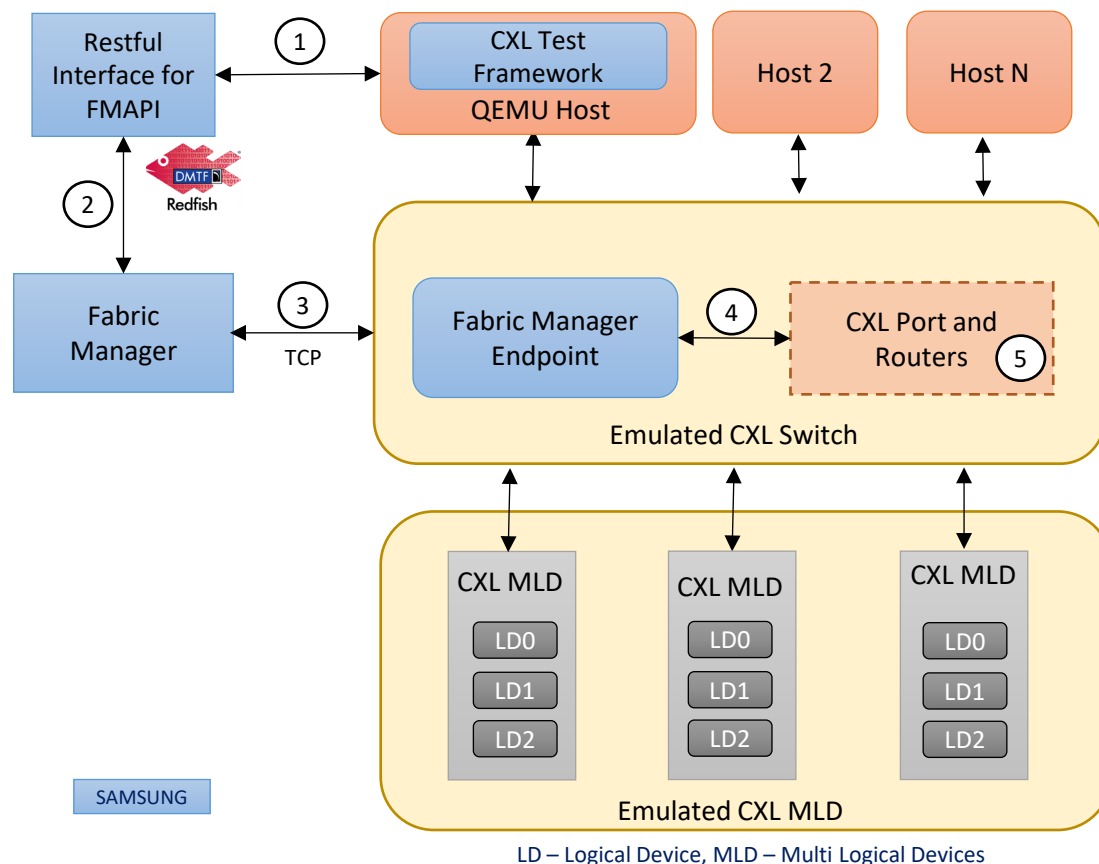 Restful
Interface for
FMAPI
1
CXL Test
Framework
QEMU Host
Host 2
Host N
DMTF
Redfish
2
Fabric
Manager
3
TCP
Fabric Manager
Endpoint
4
CXL Port and
Routers
5
Emulated CXL Switch
CXL MLD
LD0
LD1
LD2
CXL MLD
LD0
LD1
LD2
CXL MLD
LD0
LD1
LD2
Emulated CXL MLD
SAMSUNG
LD – Logical Device, MLD – Multi Logical Devices